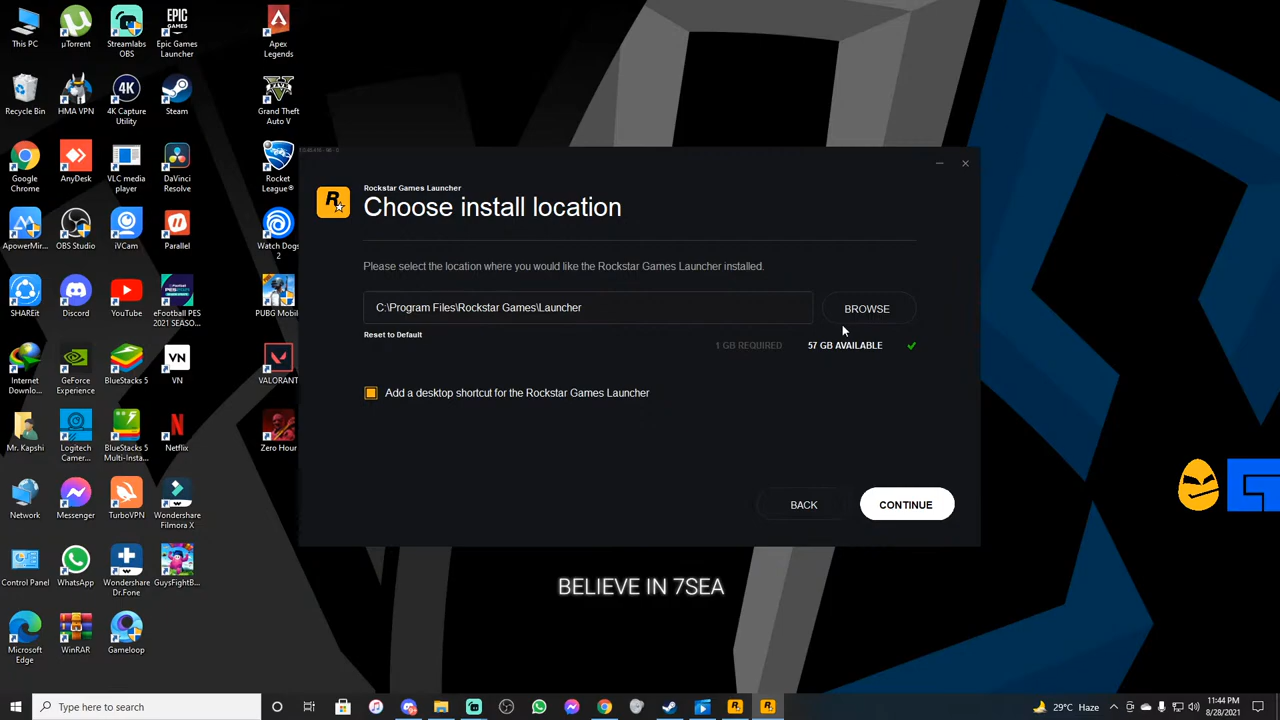 This PC
µTorrent
Streamlabs
OBS
EPIC
GAMES
Epic Games
Launcher
Apex
Legends
Recycle Bin
HMA VPN
4K
4K Capture
Utility
Steam
Grand Theft
Auto V
Google
Chrome
AnyDesk
VLC media
player
DaVinci
Resolve
Rocket
League®
ApowerMir...
OBS Studio
iVCam
Parallel
Watch Dogs
2
SHAREit
Discord
YouTube
eFootball PES
2021 SEASO...
PUBG Mobil
Internet
Downlo...
GeForce
Experience
BlueStacks 5
VN
VN
VALORANT
Mr. Kapshi
Logitech
Camer...
BlueStacks 5
Multi-Insta...
Netflix
Zero Hour
Network
Messenger
TurboVPN
Wondershare
Filmora X
Control Panel
WhatsApp
Wondershare
Dr.Fone
GuysFightB...
Microsoft
Edge
WinRAR
Gameloop
Rockstar Games Launcher
Choose install location
Please select the location where you would like the Rockstar Games Launcher installed.
C:\Program Files\Rockstar Games\Launcher
BROWSE
Reset to Default
1 GB REQUIRED
57 GB AVAILABLE
Add a desktop shortcut for the Rockstar Games Launcher
BACK
CONTINUE
BELIEVE IN 7SEA
Type here to search
29°C Haze
11:44 PM
8/28/2021